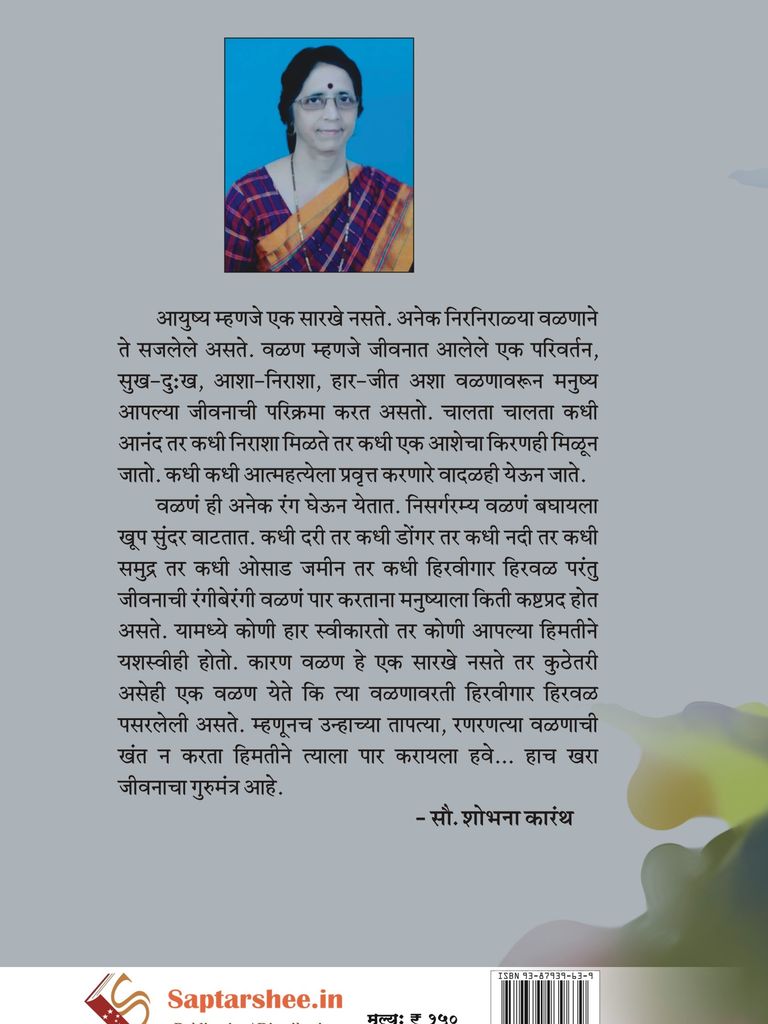 आयुष्य म्हणजे एक सारखे नसते. अनेक निरनिराळ्या वळणाने
ते सजलेले असते. वळण म्हणजे जीवनात आलेले एक परिवर्तन,
सुख-दुःख, आशा-निराशा, हार-जीत अशा वळणावरून मनुष्य
आपल्या जीवनाची परिक्रमा करत असतो. चालता चालता कधी
आनंद तर कधी निराशा मिळते तर कधी एक आशेचा किरणही मिळून
जातो. कधी कधी आत्महत्येला प्रवृत्त करणारे वादळही येऊन जाते.
वळणं ही अनेक रंग घेऊन येतात. निसर्गरम्य वळणं बघायला
खूप सुंदर वाटतात. कधी दरी तर कधी डोंगर तर कधी नदी तर कधी
समुद्र तर कधी ओसाड जमीन तर कधी हिरवीगार हिरवळ परंतु
जीवनाची रंगीबेरंगी वळणं पार करताना मनुष्याला किती कष्टप्रद होत
असते. यामध्ये कोणी हार स्वीकारतो तर कोणी आपल्या हिमतीने
यशस्वीही होतो. कारण वळण हे एक सारखे नसते तर कुठेतरी
असेही एक वळण येते कि त्या वळणावरती हिरवीगार हिरवळ
पसरलेली असते. म्हणूनच उन्हाच्या तापत्या, रणरणत्या वळणाची
खंत न करता हिमतीने त्याला पार करायला हवे... हाच खरा
जीवनाचा गुरुमंत्र आहे.
- सौ. शोभना कारंथ
ISBN 93-87939-63-9
Saptarshee.in
मूल्य: ₹ १५०